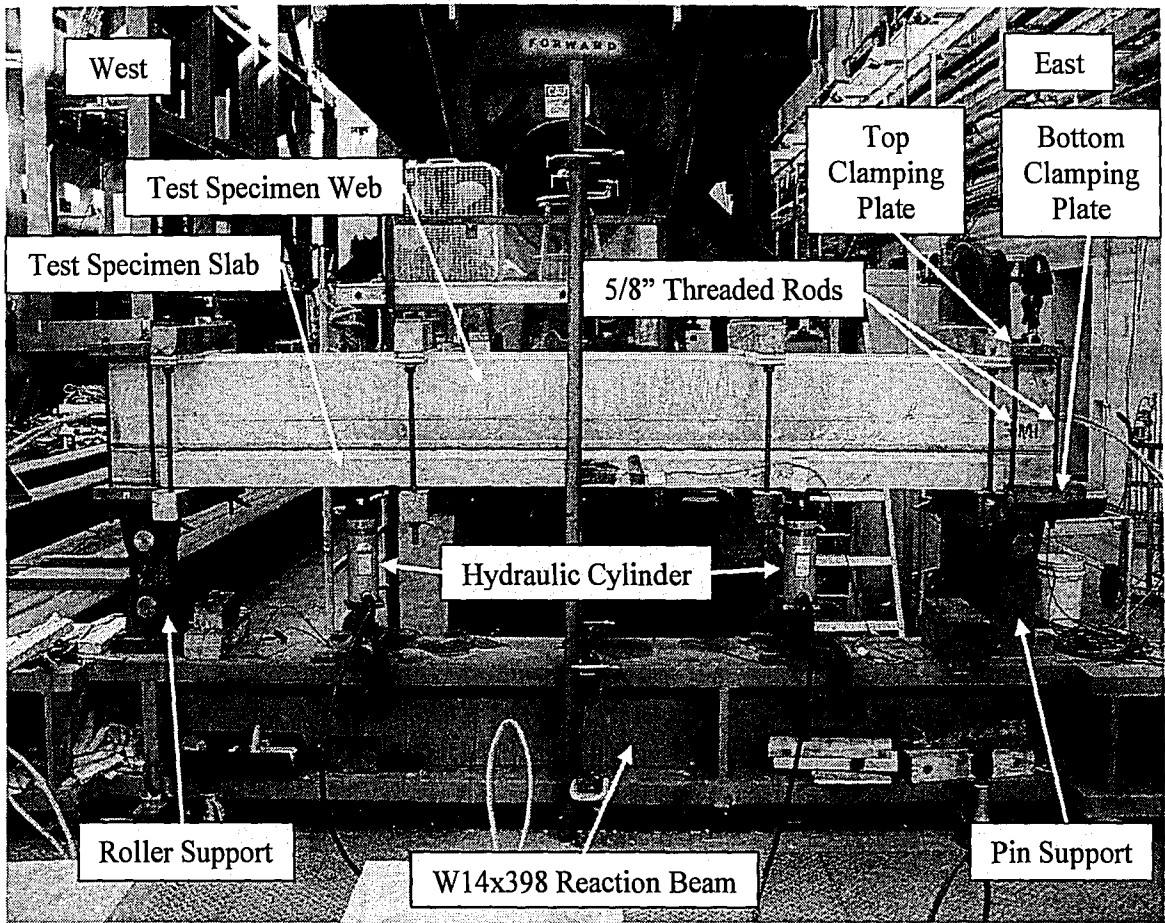 FORWARD
West
East
Top
Clamping
Plate
Bottom
Clamping
Plate
Test Specimen Web
Test Specimen Slab
5/8” Threaded Rods
Hydraulic Cylinder
Roller Support
W14x398 Reaction Beam
Pin Support